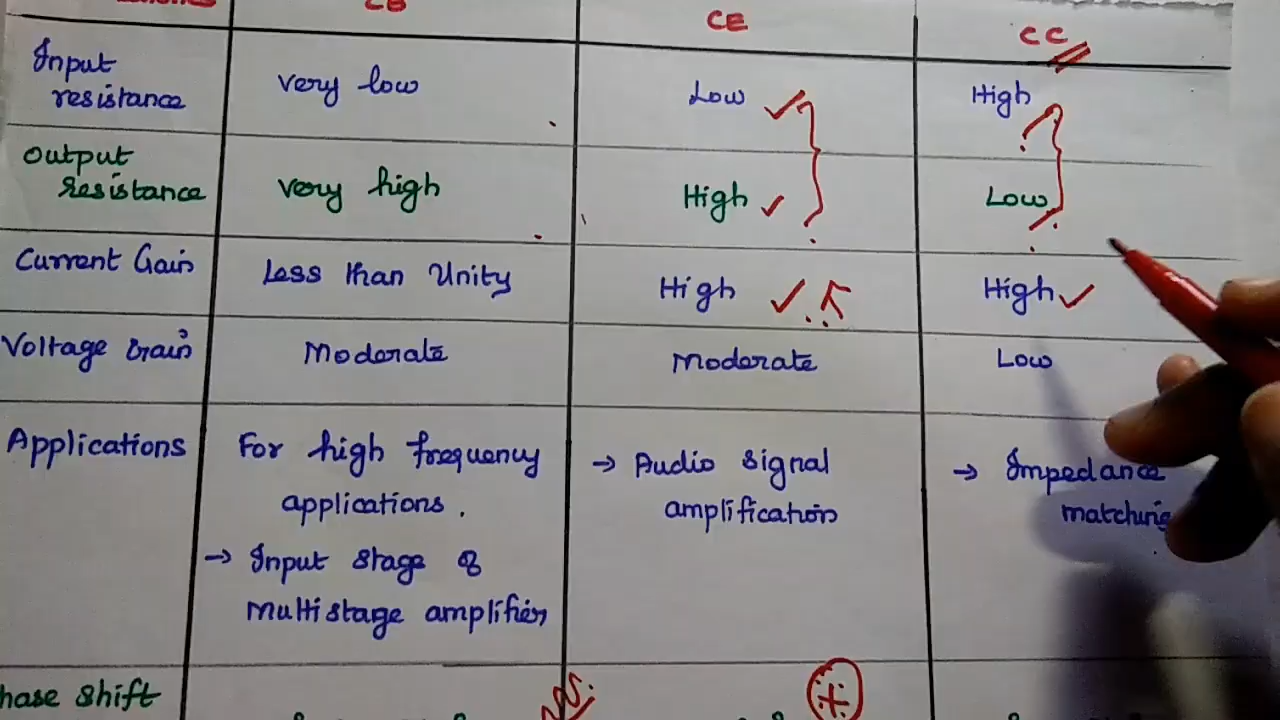 CB CE CC
Input resistance very low Low High
Output resistance very high High Low
Current Gain Less than Unity High High
Voltage Gain Moderate Moderate Low
Applications For high frequency applications. → Audio signal amplification → Impedance matching
→ Input stage of multistage amplifier
hase shift